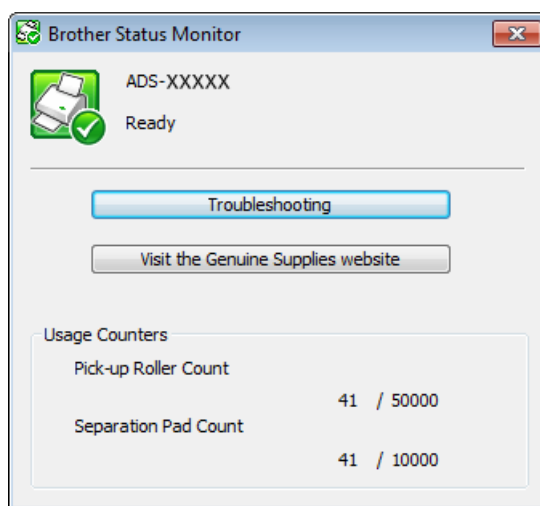 Brother Status Monitor
ADS-XXXXX
Ready
Troubleshooting
Visit the Genuine Supplies website
Usage Counters
Pick-up Roller Count
41 / 50000
Separation Pad Count
41 / 10000